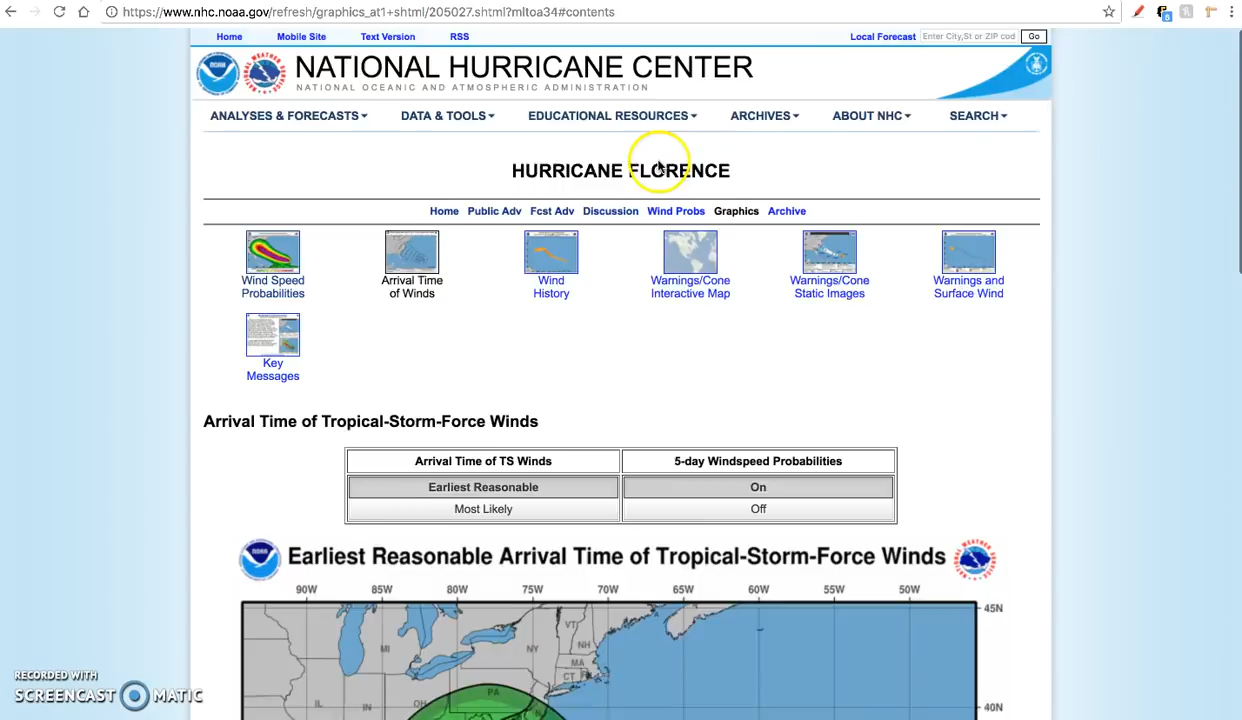 https://www.nhc.noaa.gov/refresh/graphics_at1+shtml/205027.shtml?mltoa34#contents
6
Home Mobile Site Text Version RSS Local Forecast Enter City,St or ZIP cod Go
NATIONAL HURRICANE CENTER
NATIONAL OCEANIC AND ATMOSPHERIC ADMINISTRATION
ANALYSES & FORECASTS DATA & TOOLS EDUCATIONAL RESOURCES ARCHIVES ABOUT NHC SEARCH
HURRICANE FLORENCE
Home Public Adv Fcst Adv Discussion Wind Probs Graphics Archive
Wind Speed Probabilities
Arrival Time of Winds
Wind History
Warnings/Cone Interactive Map
Warnings/Cone Static Images
Warnings and Surface Wind
Key Messages
Arrival Time of Tropical-Storm-Force Winds
Arrival Time of TS Winds 5-day Windspeed Probabilities
Earliest Reasonable On
Most Likely Off
NOAA Earliest Reasonable Arrival Time of Tropical-Storm-Force Winds
90W 85W 80W 75W 70W 65W 60W 55W 50W
45N
VT
MI NY NH
MA
CT RI
PA
IL IN OH NJ 40N
RECORDED WITH
SCREENCAST MATIC